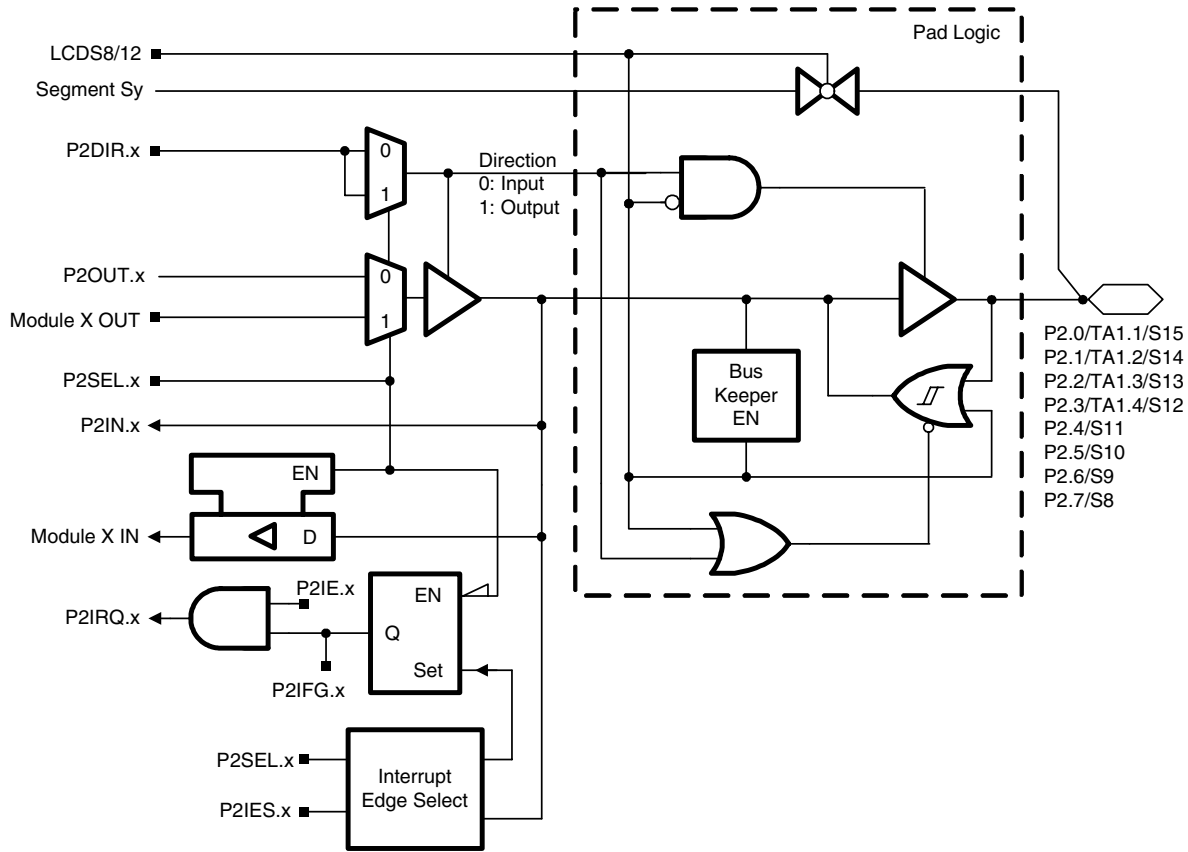 Pad Logic
LCDS8/12
Segment Sy
P2DIR.x
0
1
Direction
0: Input
1: Output
P2OUT.x
0
Module X OUT
1
P2SEL.x
P2IN.x
Bus
Keeper
EN
P2.0/TA1.1/S15
P2.1/TA1.2/S14
P2.2/TA1.3/S13
P2.3/TA1.4/S12
P2.4/S11
P2.5/S10
P2.6/S9
P2.7/S8
EN
Module X IN
D
P2IE.x
EN
P2IRQ.x
Q
Set
P2IFG.x
P2SEL.x
Interrupt
Edge Select
P2IES.x